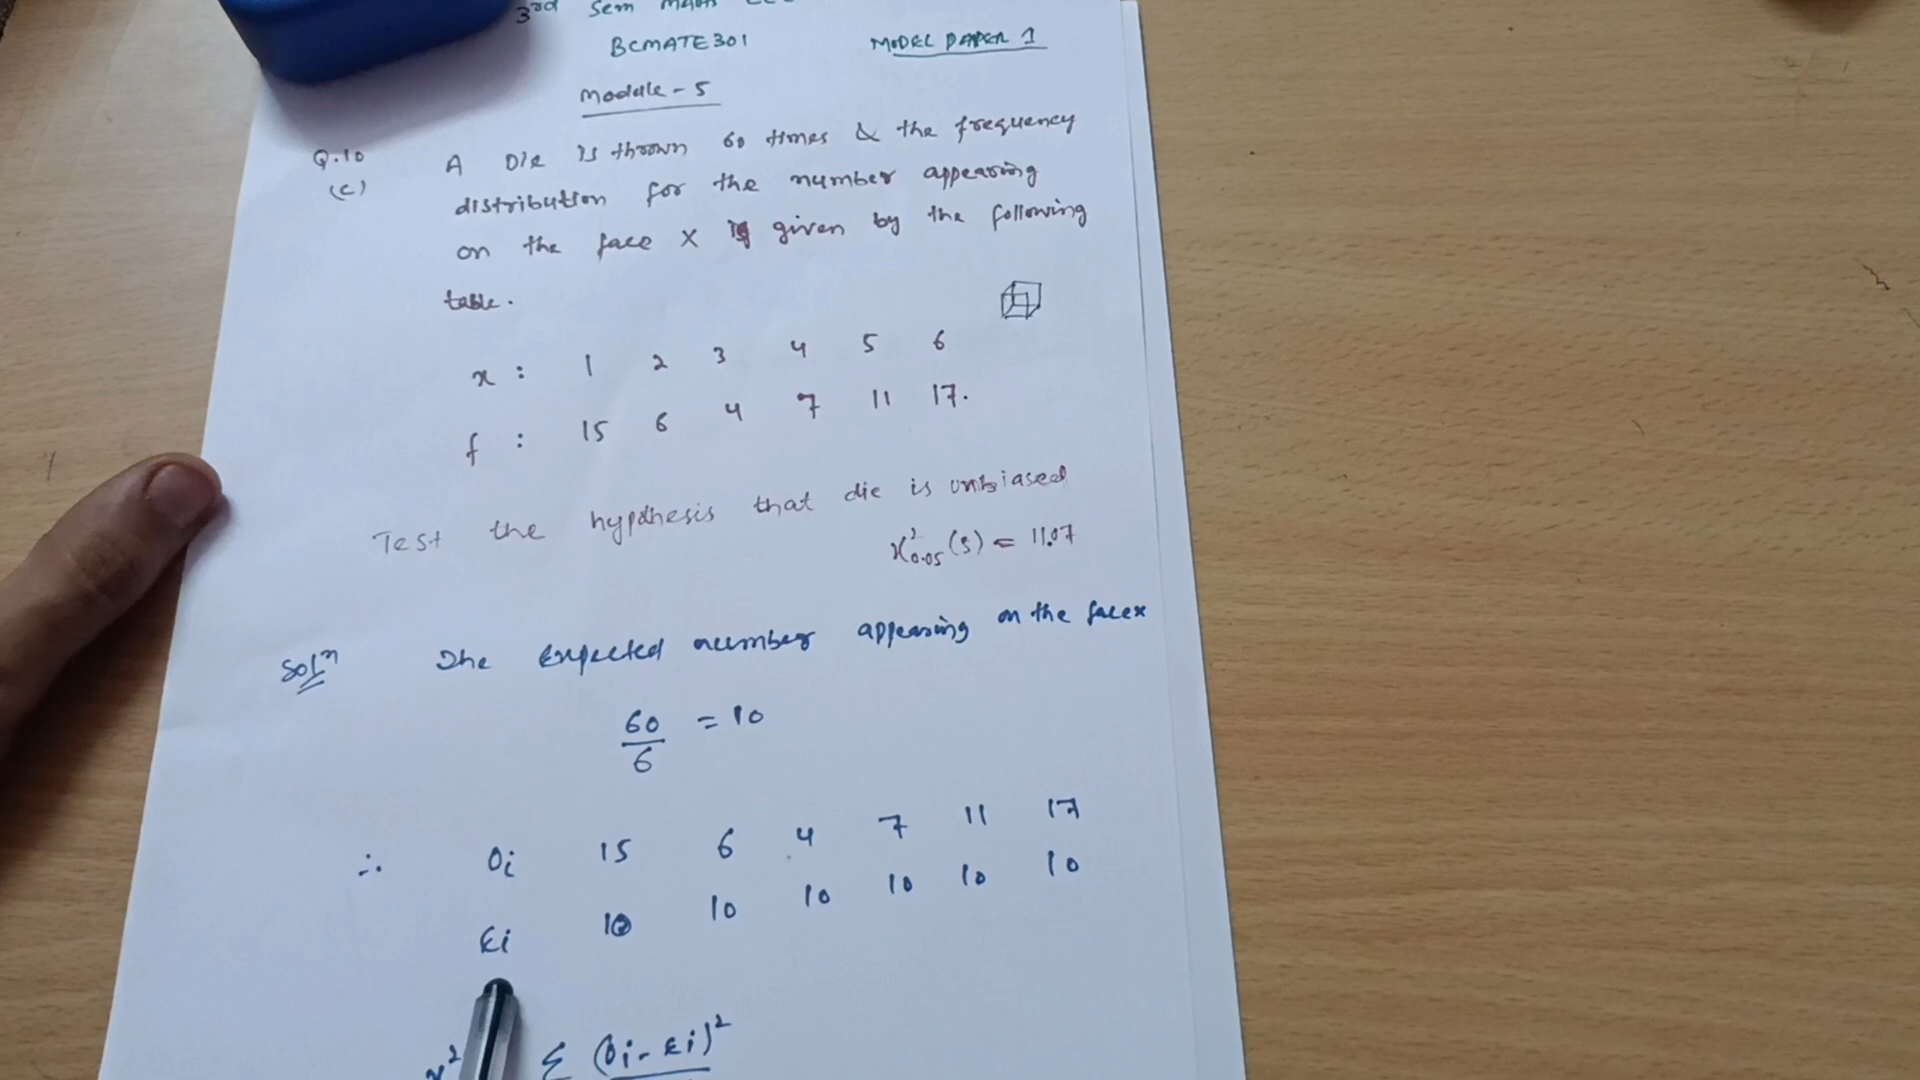 3rd Sem
BCMATE301 MODEL PAPER 1
Module - 5
Q.10 A Die is thrown 60 times & the frequency
(c) distribution for the number appearing
on the face X is given by the following
table.
x : 1 2 3 4 5 6
f : 15 6 4 7 11 17.
Test the hypothesis that die is unbiased
χ²0.05 (5) = 11.07
Solⁿ The Expected number appearing on the face x
60/6 = 10
∴ Oi 15 6 4 7 11 17
Ei 10 10 10 10 10 10
χ² Σ (Oi - Ei)²